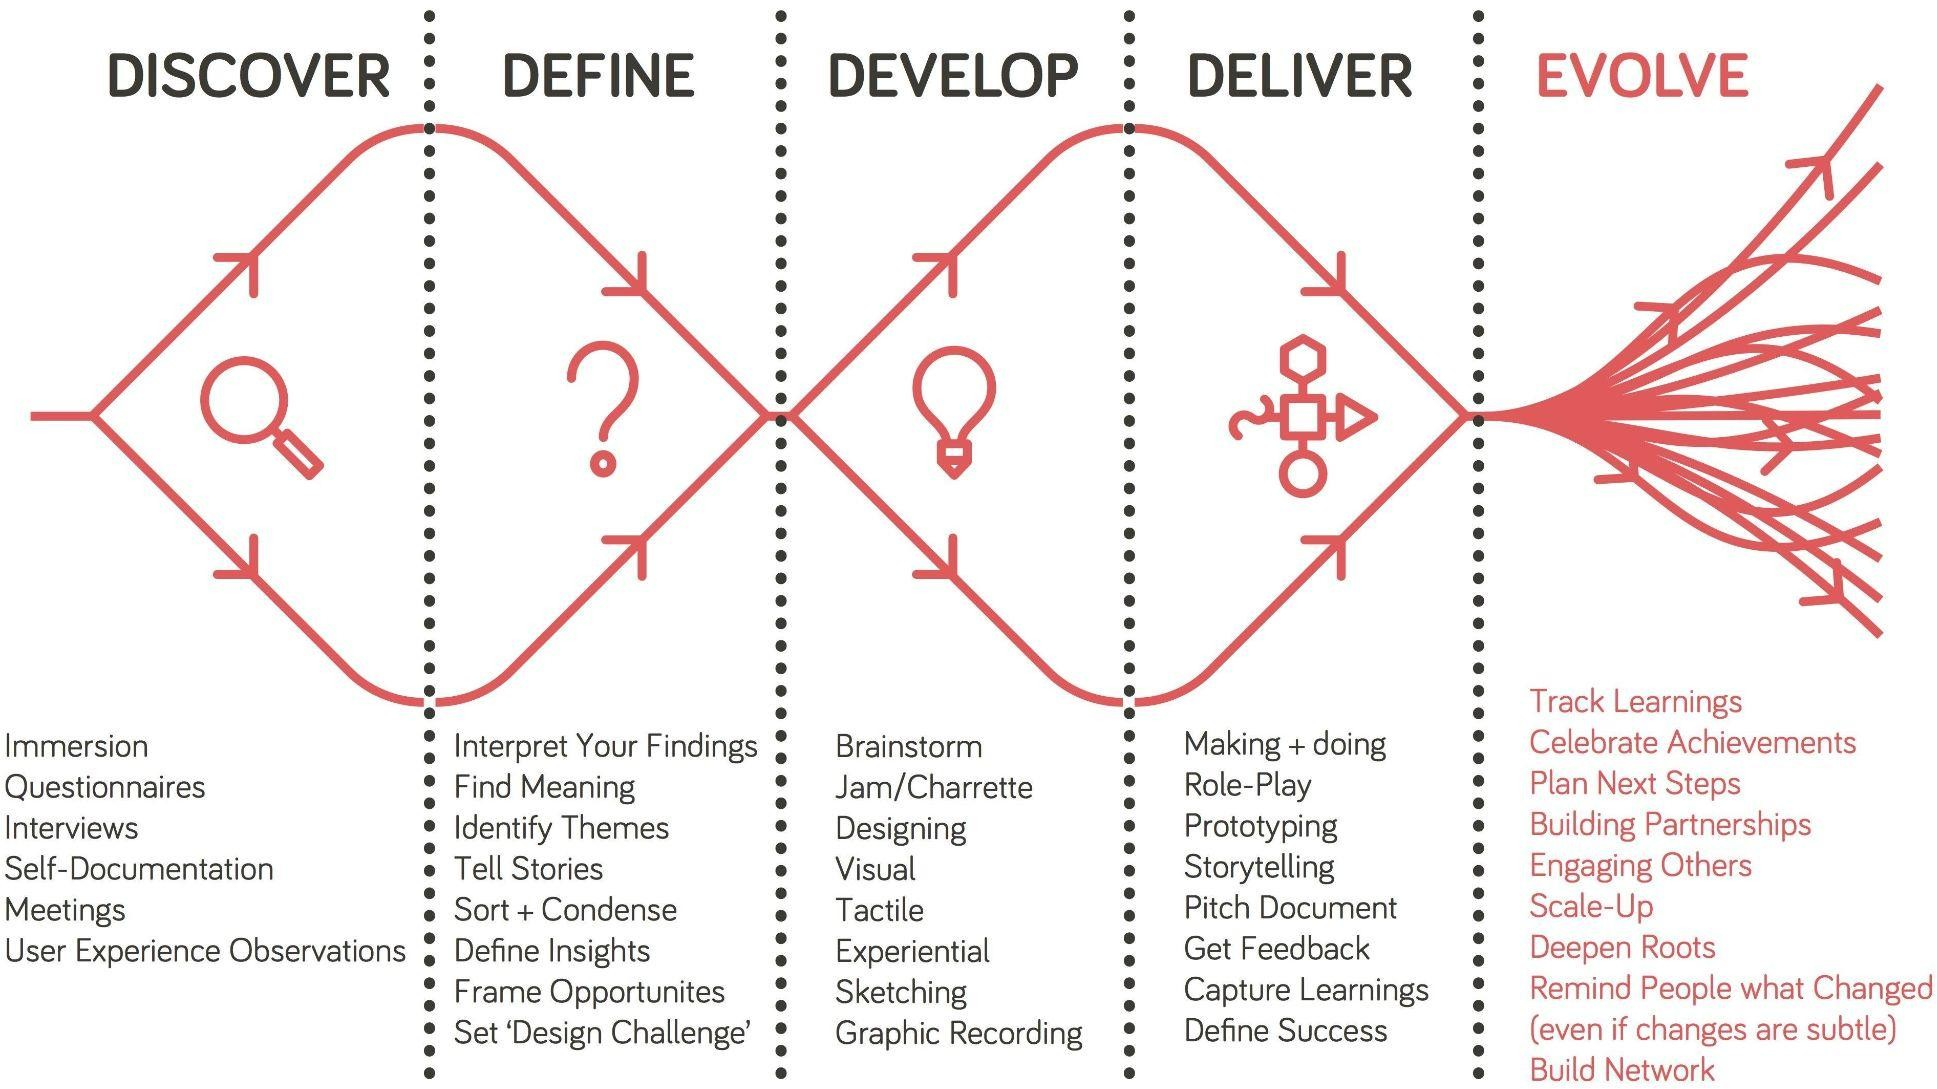 DISCOVER
DEFINE
DEVELOP
DELIVER
EVOLVE
Immersion
Questionnaires
Interviews
Self-Documentation
Meetings
User Experience Observations
Interpret Your Findings
Find Meaning
Identify Themes
Tell Stories
Sort + Condense
Define Insights
Frame Opportunites
Set ‘Design Challenge’
Brainstorm
Jam/Charrette
Designing
Visual
Tactile
Experiential
Sketching
Graphic Recording
Making + doing
Role-Play
Prototyping
Storytelling
Pitch Document
Get Feedback
Capture Learnings
Define Success
Track Learnings
Celebrate Achievements
Plan Next Steps
Building Partnerships
Engaging Others
Scale-Up
Deepen Roots
Remind People what Changed
(even if changes are subtle)
Build Network